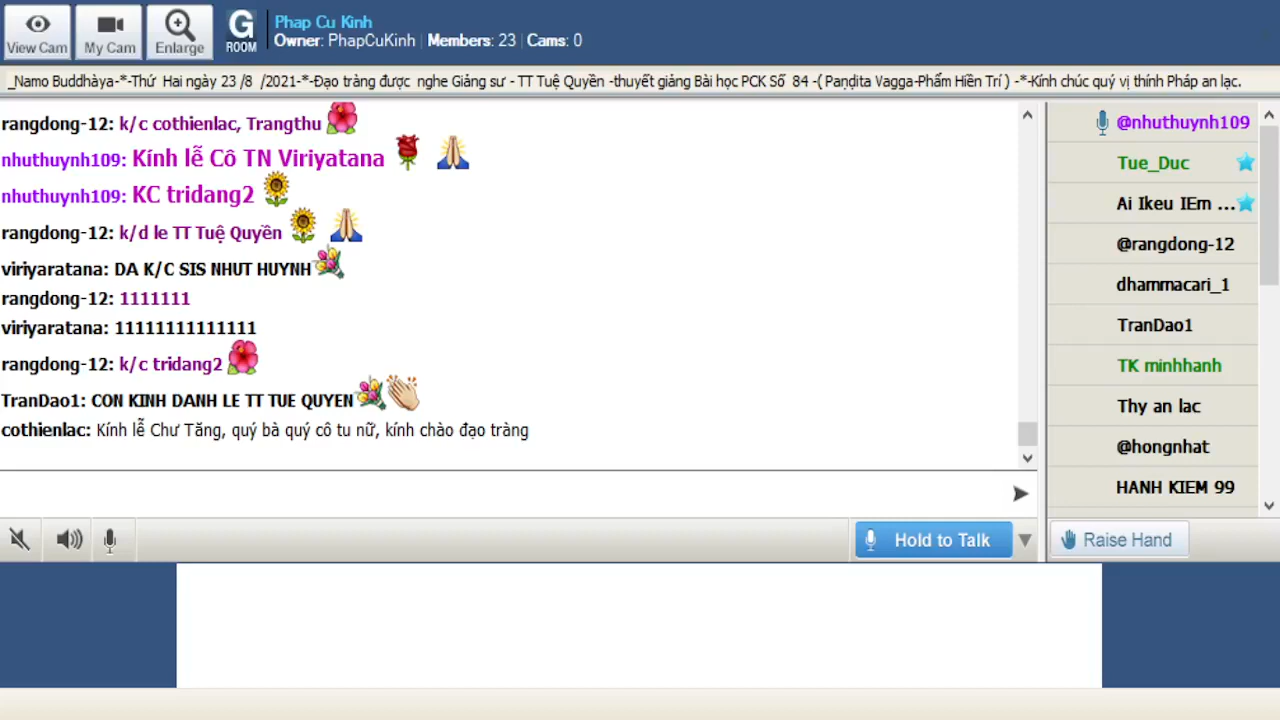 View Cam
My Cam
Enlarge
G
ROOM
Phap Cu Kinh
Owner: PhapCuKinh | Members: 23 | Cams: 0
_Namo Buddhàya-*-Thứ Hai ngày 23 /8 /2021-*-Đạo tràng được nghe Giảng sư - TT Tuệ Quyền -thuyết giảng Bài học PCK Số 84 -( Paṇḍita Vagga-Phẩm Hiền Trí ) -*-Kính chúc quý vị thính Pháp an lạc.
rangdong-12: k/c cothienlac, Trangthu
nhuthuynh109: Kính lễ Cô TN Viriyatana
nhuthuynh109: KC tridang2
rangdong-12: k/d le TT Tuệ Quyền
viriyaratana: DA K/C SIS NHUT HUYNH
rangdong-12: 1111111
viriyaratana: 11111111111111
rangdong-12: k/c tridang2
TranDao1: CON KINH DANH LE TT TUE QUYEN
cothienlac: Kính lễ Chư Tăng, quý bà quý cô tu nữ, kính chào đạo tràng
@nhuthuynh109
Tue_Duc
Ai Ikeu IEm ...
@rangdong-12
dhammacari_1
TranDao1
TK minhhanh
Thy an lac
@hongnhat
HANH KIEM 99
Hold to Talk
Raise Hand